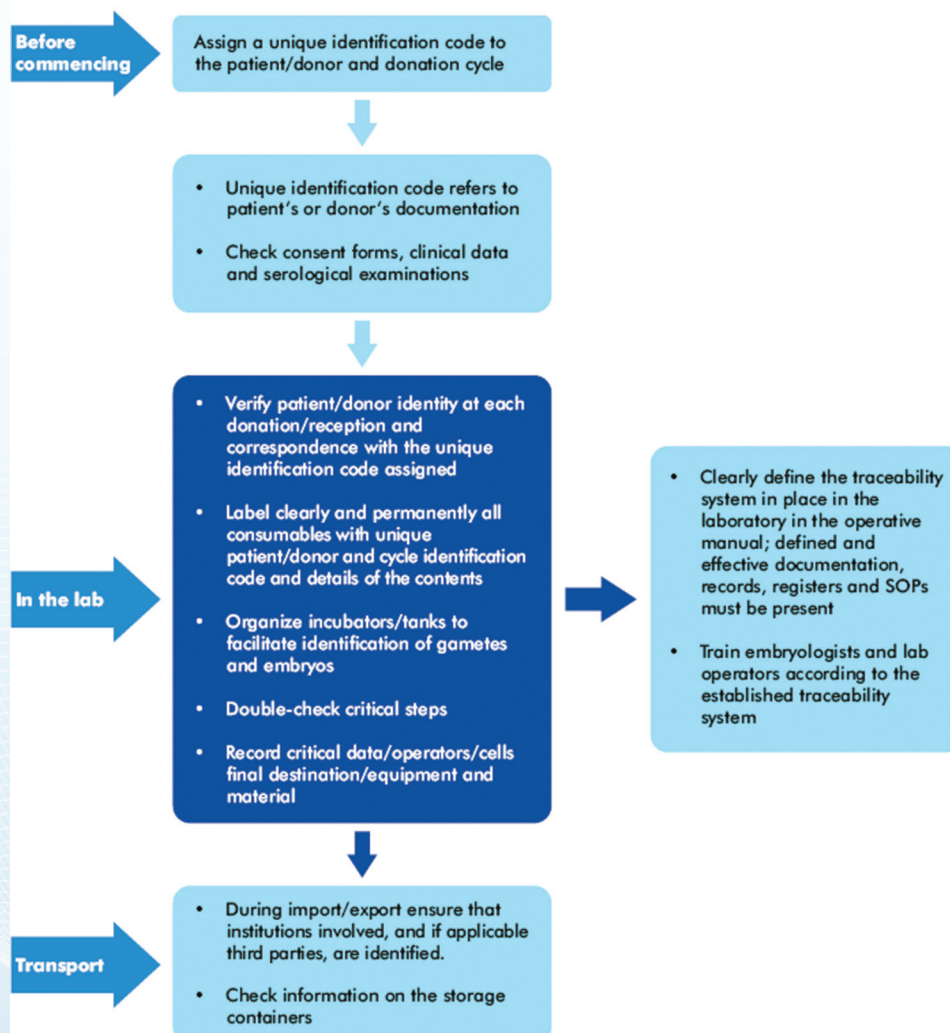 Before
commencing
Assign a unique identification code to
the patient/donor and donation cycle
• Unique identification code refers to
patient's or donor's documentation
• Check consent forms, clinical data
and serological examinations
In the lab
• Verify patient/donor identity at each
donation/reception and
correspondence with the unique
identification code assigned
• Label clearly and permanently all
consumables with unique
patient/donor and cycle identification
code and details of the contents
• Organize incubators/tanks to
facilitate identification of gametes
and embryos
• Double-check critical steps
• Record critical data/operators/cells
final destination/equipment and
material
• Clearly define the traceability
system in place in the
laboratory in the operative
manual; defined and
effective documentation,
records, registers and SOPs
must be present
• Train embryologists and lab
operators according to the
established traceability
system
Transport
• During import/export ensure that
institutions involved, and if applicable
third parties, are identified.
• Check information on the storage
containers